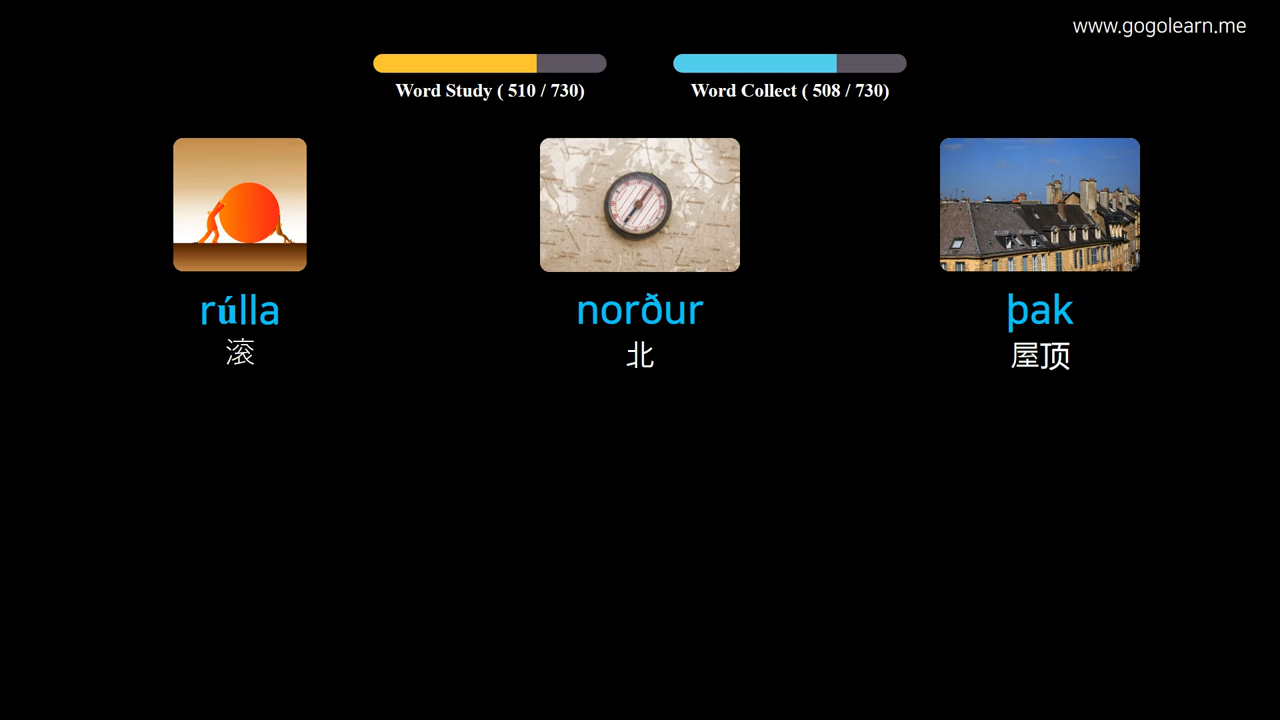 www.gogolearn.me
Word Study ( 510 / 730)
Word Collect ( 508 / 730)
rúlla
滚
norður
北
þak
屋顶